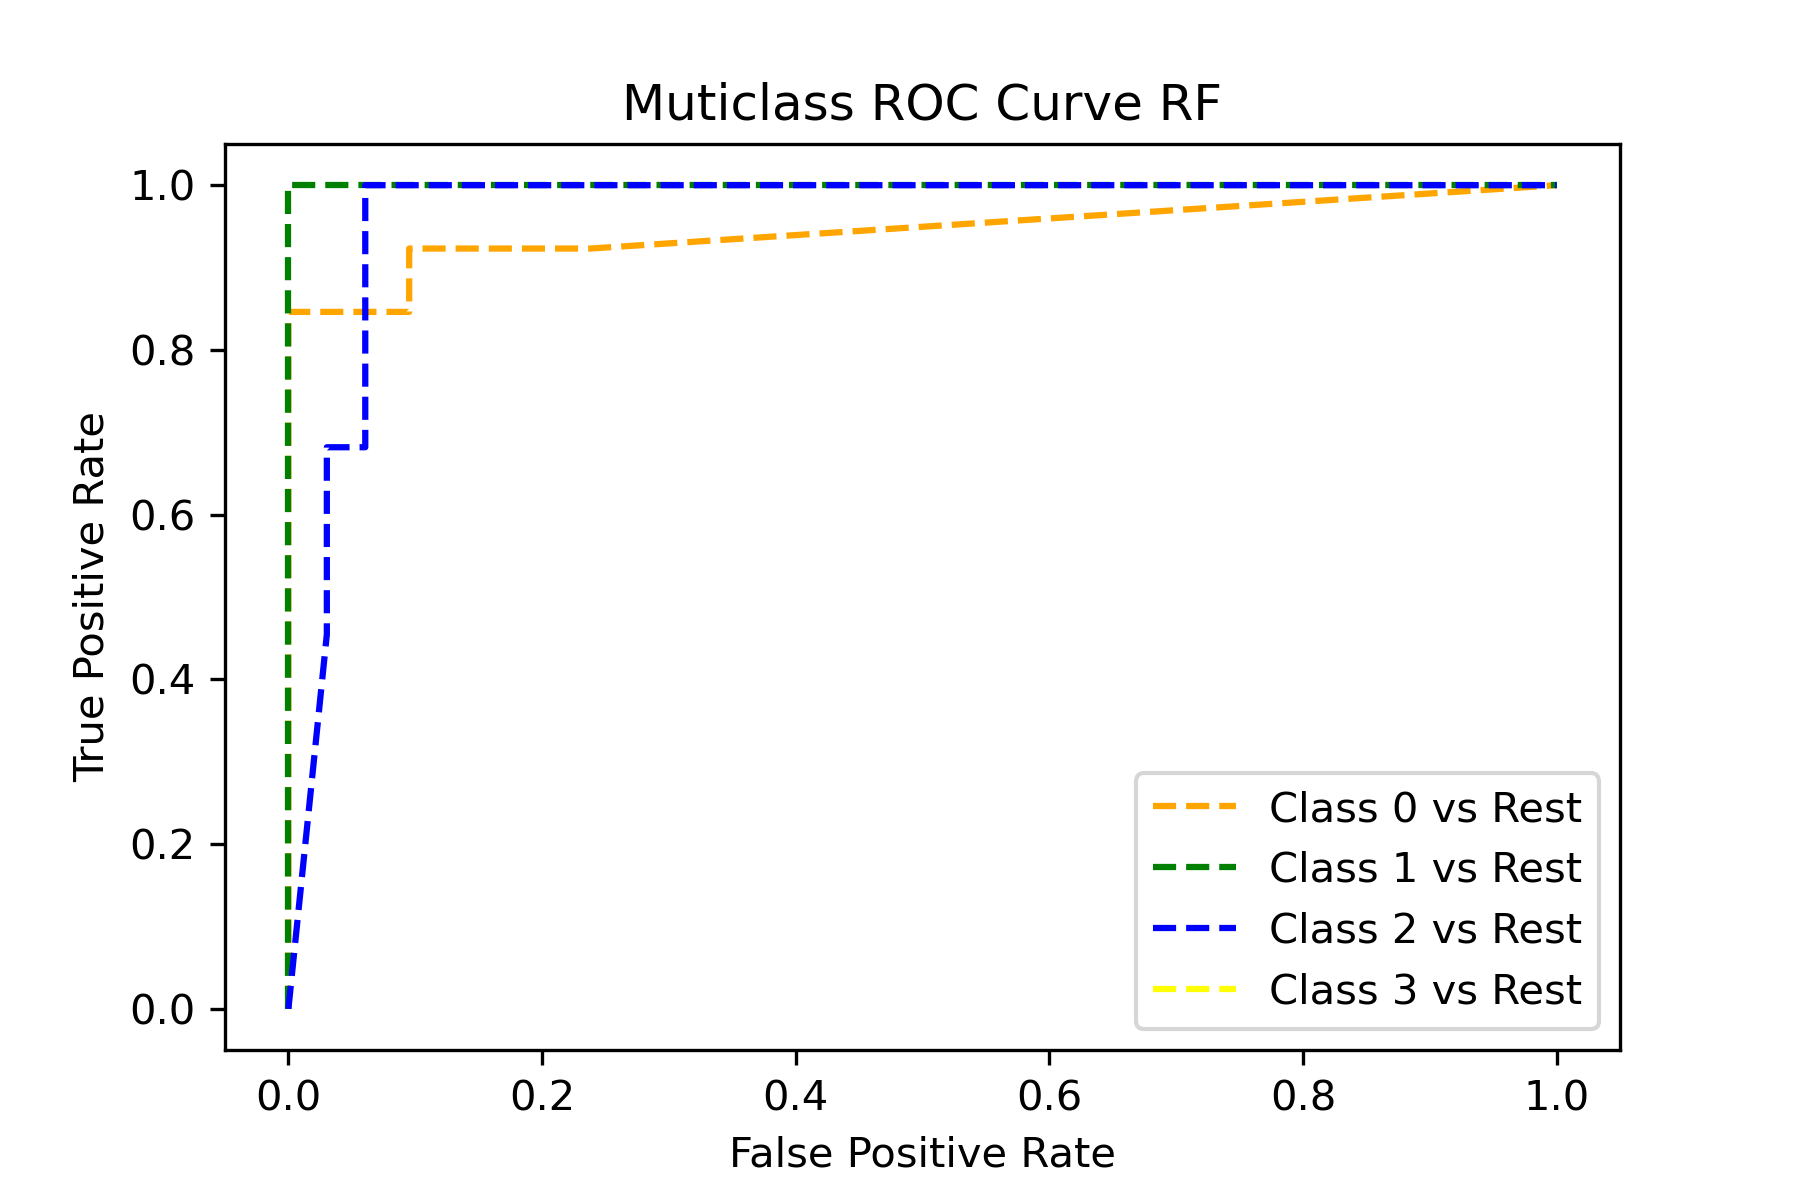 Muticlass ROC Curve RF
1.0
0.8
0.6
0.4
0.2
0.0
True Positive Rate
Class 0 vs Rest
Class 1 vs Rest
Class 2 vs Rest
Class 3 vs Rest
0.0 0.2 0.4 0.6 0.8 1.0
False Positive Rate